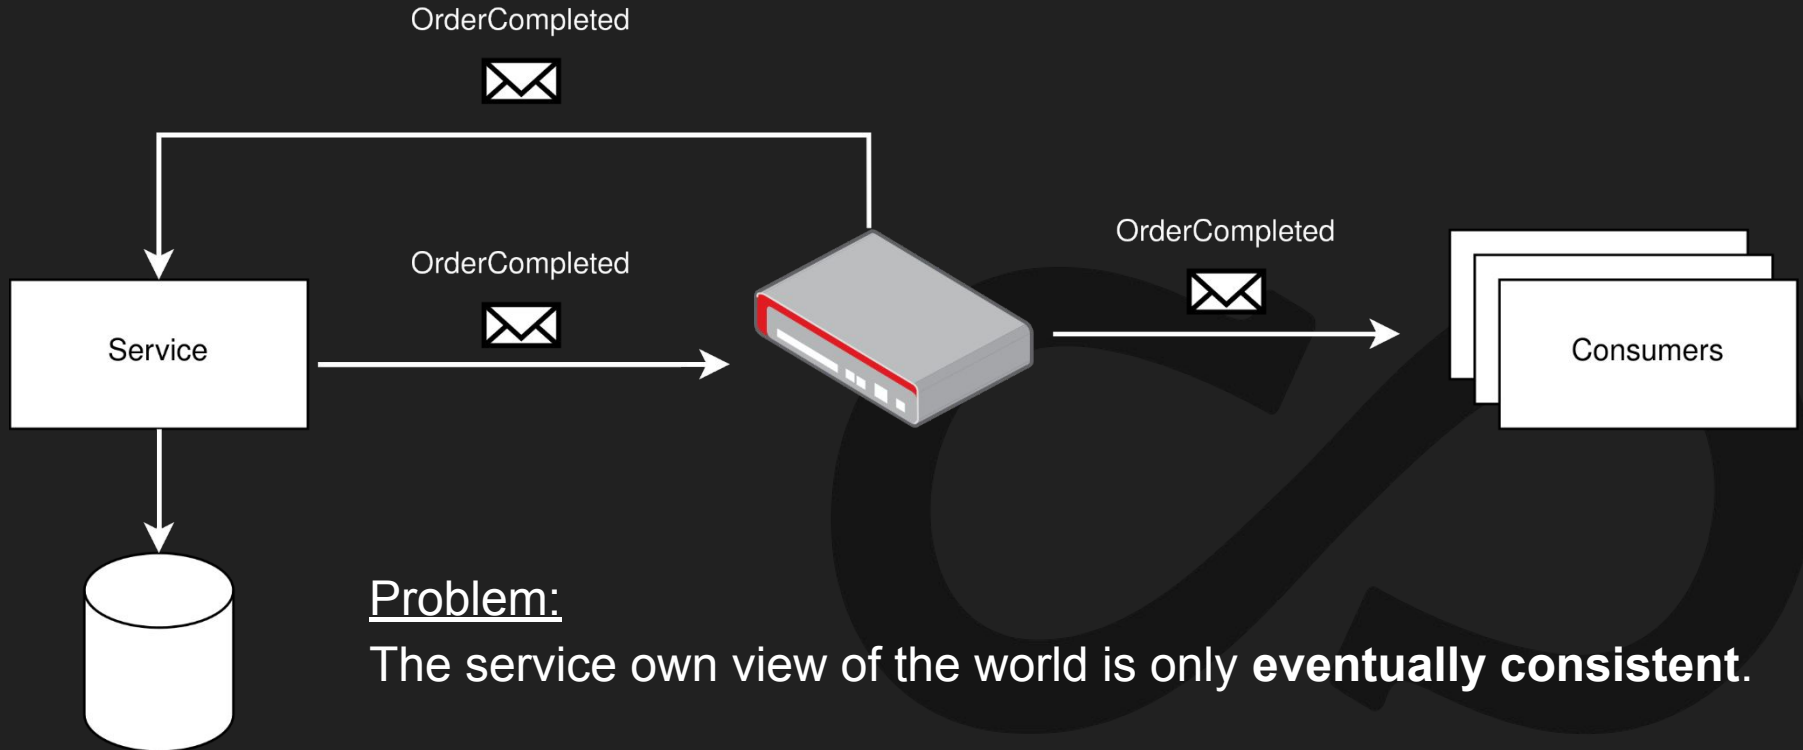 OrderCompleted
OrderCompleted
OrderCompleted
Service
Consumers
Problem:
The service own view of the world is only eventually consistent.